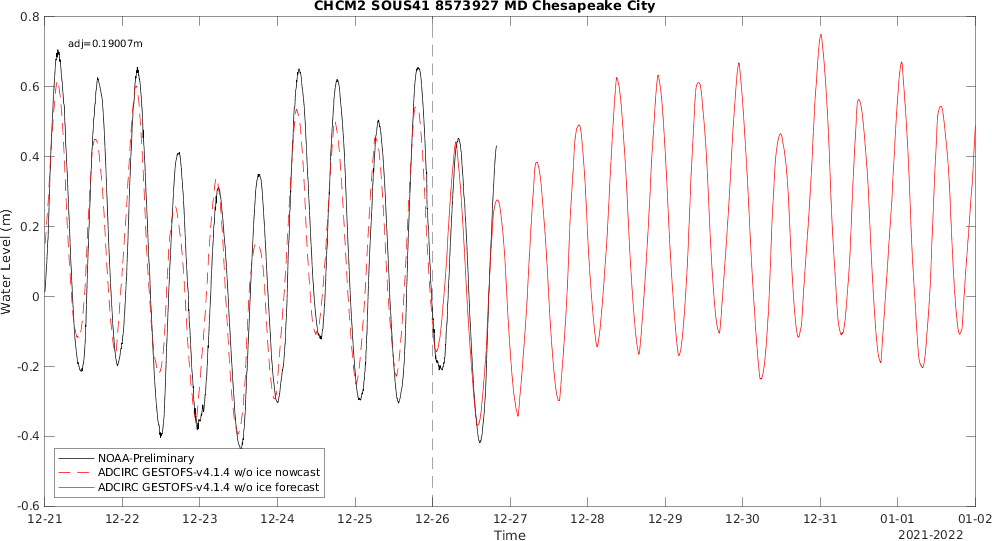 CHCM2 SOUS41 8573927 MD Chesapeake City
adj=0.19007m
0.8
0.6
0.4
0.2
0
-0.2
-0.4
-0.6
Water Level (m)
NOAA-Preliminary
ADCIRC GESTOFS-v4.1.4 w/o ice nowcast
ADCIRC GESTOFS-v4.1.4 w/o ice forecast
12-21 12-22 12-23 12-24 12-25 12-26 12-27 12-28 12-29 12-30 12-31 01-01 01-02
Time
2021-2022